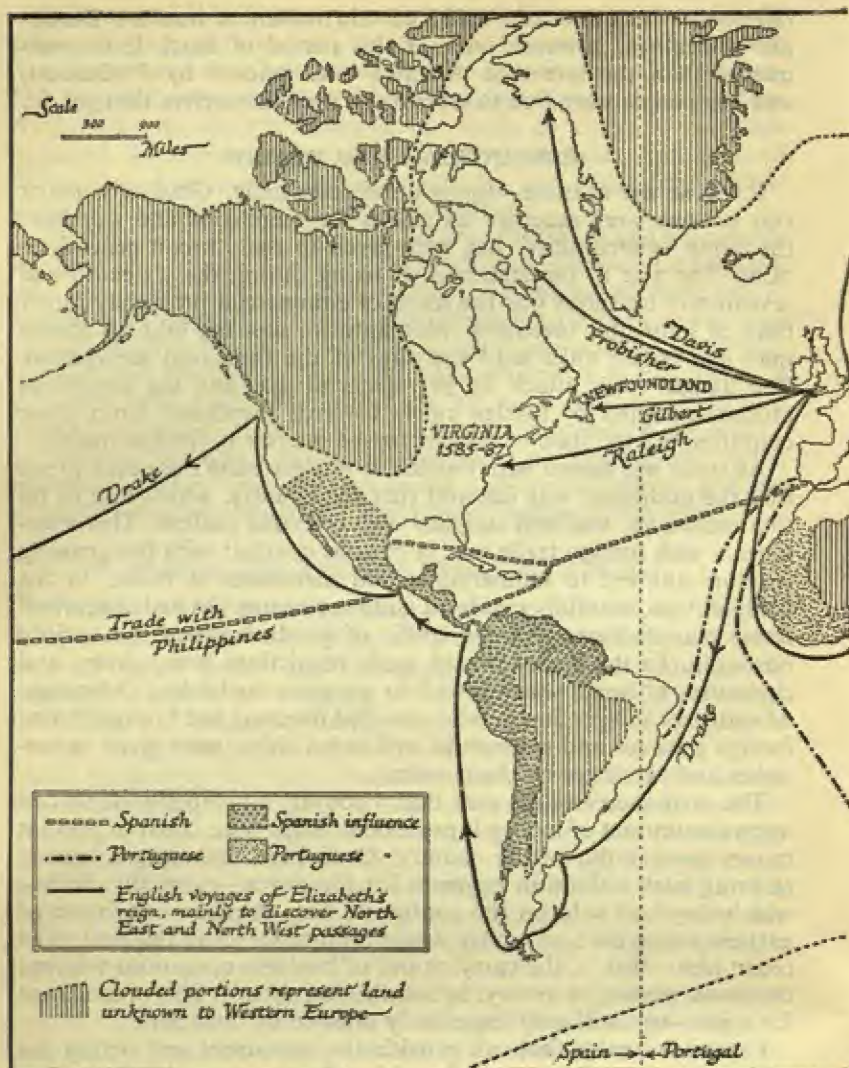 Scale
300 900
Miles
Davis
Frobisher
NEWFOUNDLAND
Gilbert
Raleigh
VIRGINIA
1585-87
Drake
Trade with
Philippines
Drake
Spanish
Spanish influence
Portuguese
Portuguese "
English voyages of Elizabeth's
reign, mainly to discover North
East and North West passages
Clouded portions represent land
unknown to Western Europe
Spain → ← Portugal